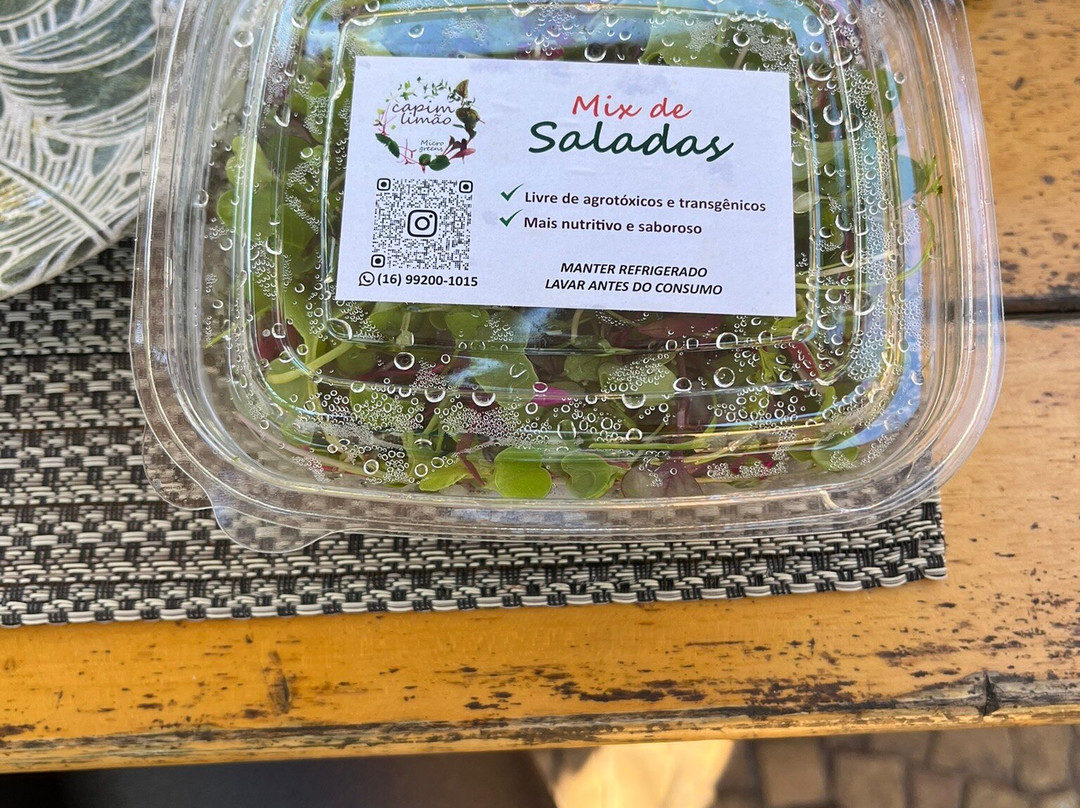 capim
limão
Micro
greens
Mix de
Saladas
Livre de agrotóxicos e transgênicos
Mais nutritivo e saboroso
(16) 99200-1015
MANTER REFRIGERADO
LAVAR ANTES DO CONSUMO